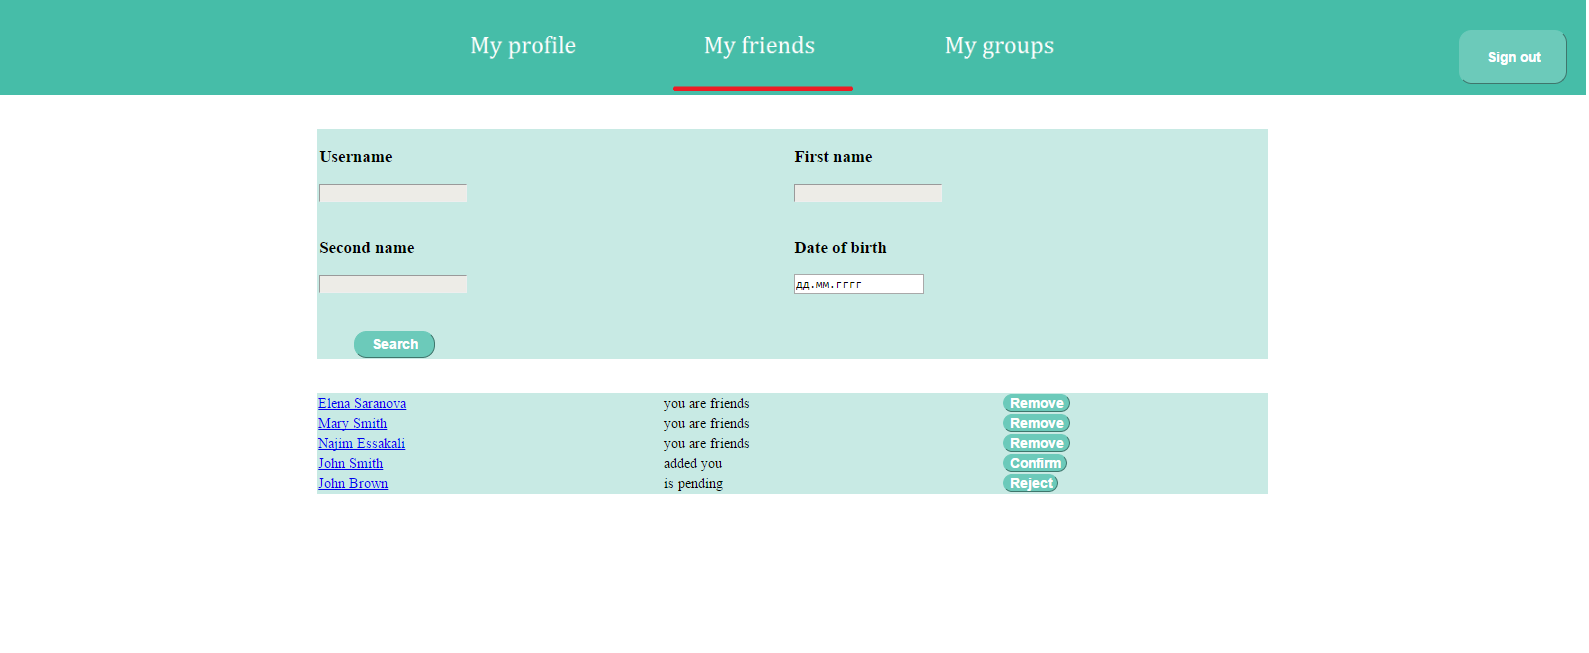 My profile My friends My groups
Sign out
Username First name
Second name Date of birth
дд.мм.гггг
Search
Elena Saranova you are friends Remove
Mary Smith you are friends Remove
Najim Essakali you are friends Remove
John Smith added you Confirm
John Brown is pending Reject